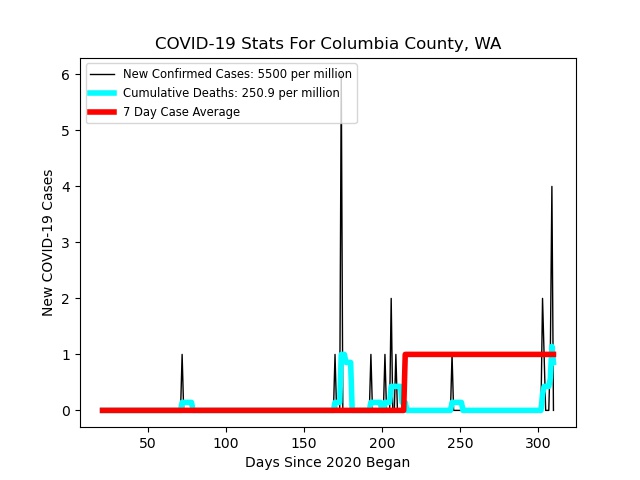 COVID-19 Stats For Columbia County, WA
New Confirmed Cases: 5500 per million
Cumulative Deaths: 250.9 per million
7 Day Case Average
New COVID-19 Cases
6
5
4
3
2
1
0
50 100 150 200 250 300
Days Since 2020 Began